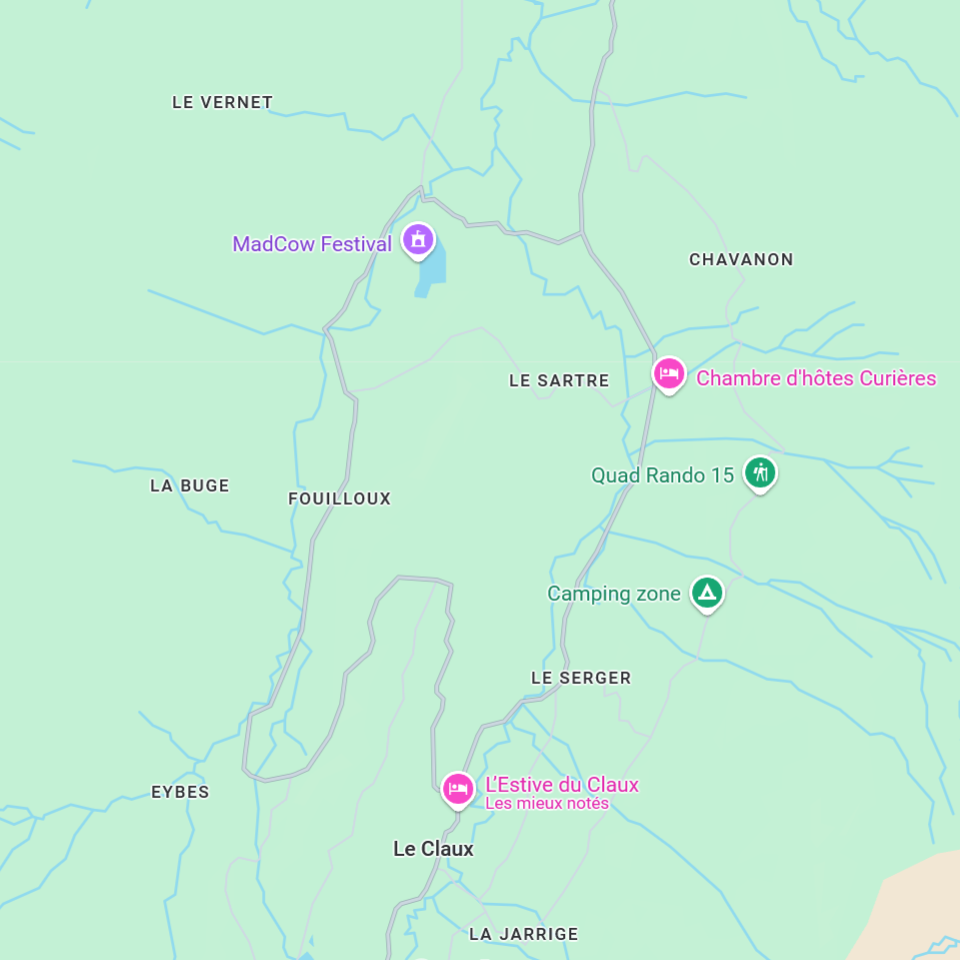 LE VERNET
MadCow Festival
CHAVANON
LE SARTRE
Chambre d'hôtes Curières
Quad Rando 15
LA BUGE
FOUILLOUX
Camping zone
LE SERGER
EYBES
L’Estive du Claux
Les mieux notés
Le Claux
LA JARRIGE